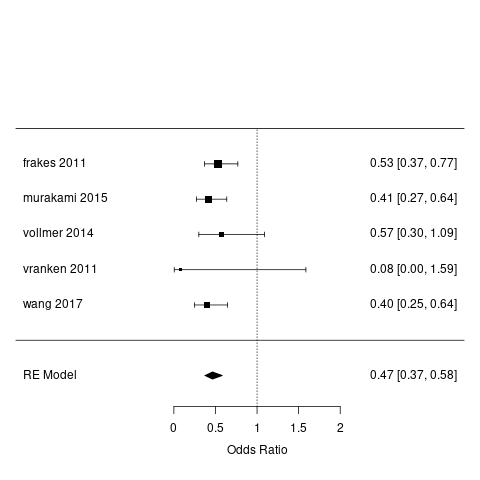 frakes 2011 0.53 [0.37, 0.77]
murakami 2015 0.41 [0.27, 0.64]
vollmer 2014 0.57 [0.30, 1.09]
vranken 2011 0.08 [0.00, 1.59]
wang 2017 0.40 [0.25, 0.64]
RE Model 0.47 [0.37, 0.58]
0 0.5 1 1.5 2
Odds Ratio